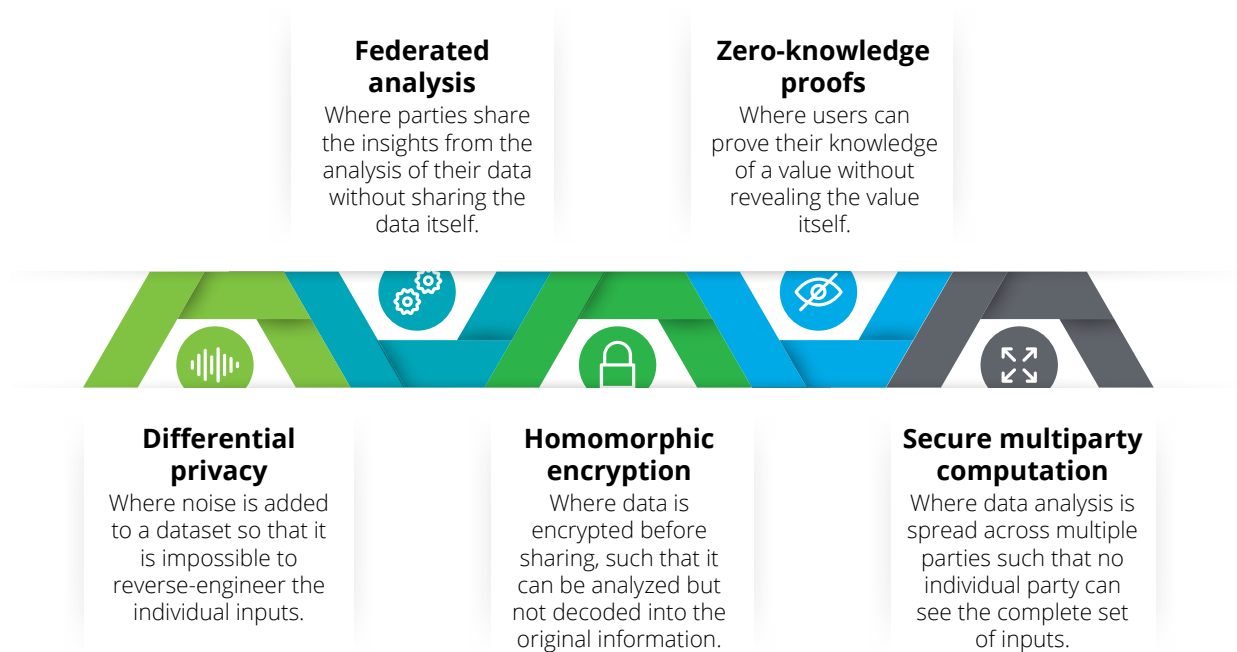 Federated
analysis
Where parties share
the insights from the
analysis of their data
without sharing the
data itself.
Zero-knowledge
proofs
Where users can
prove their knowledge
of a value without
revealing the value
itself.
Differential
privacy
Where noise is added
to a dataset so that it
is impossible to
reverse-engineer the
individual inputs.
Homomorphic
encryption
Where data is
encrypted before
sharing, such that it
can be analyzed but
not decoded into the
original information.
Secure multiparty
computation
Where data analysis is
spread across multiple
parties such that no
individual party can
see the complete set
of inputs.